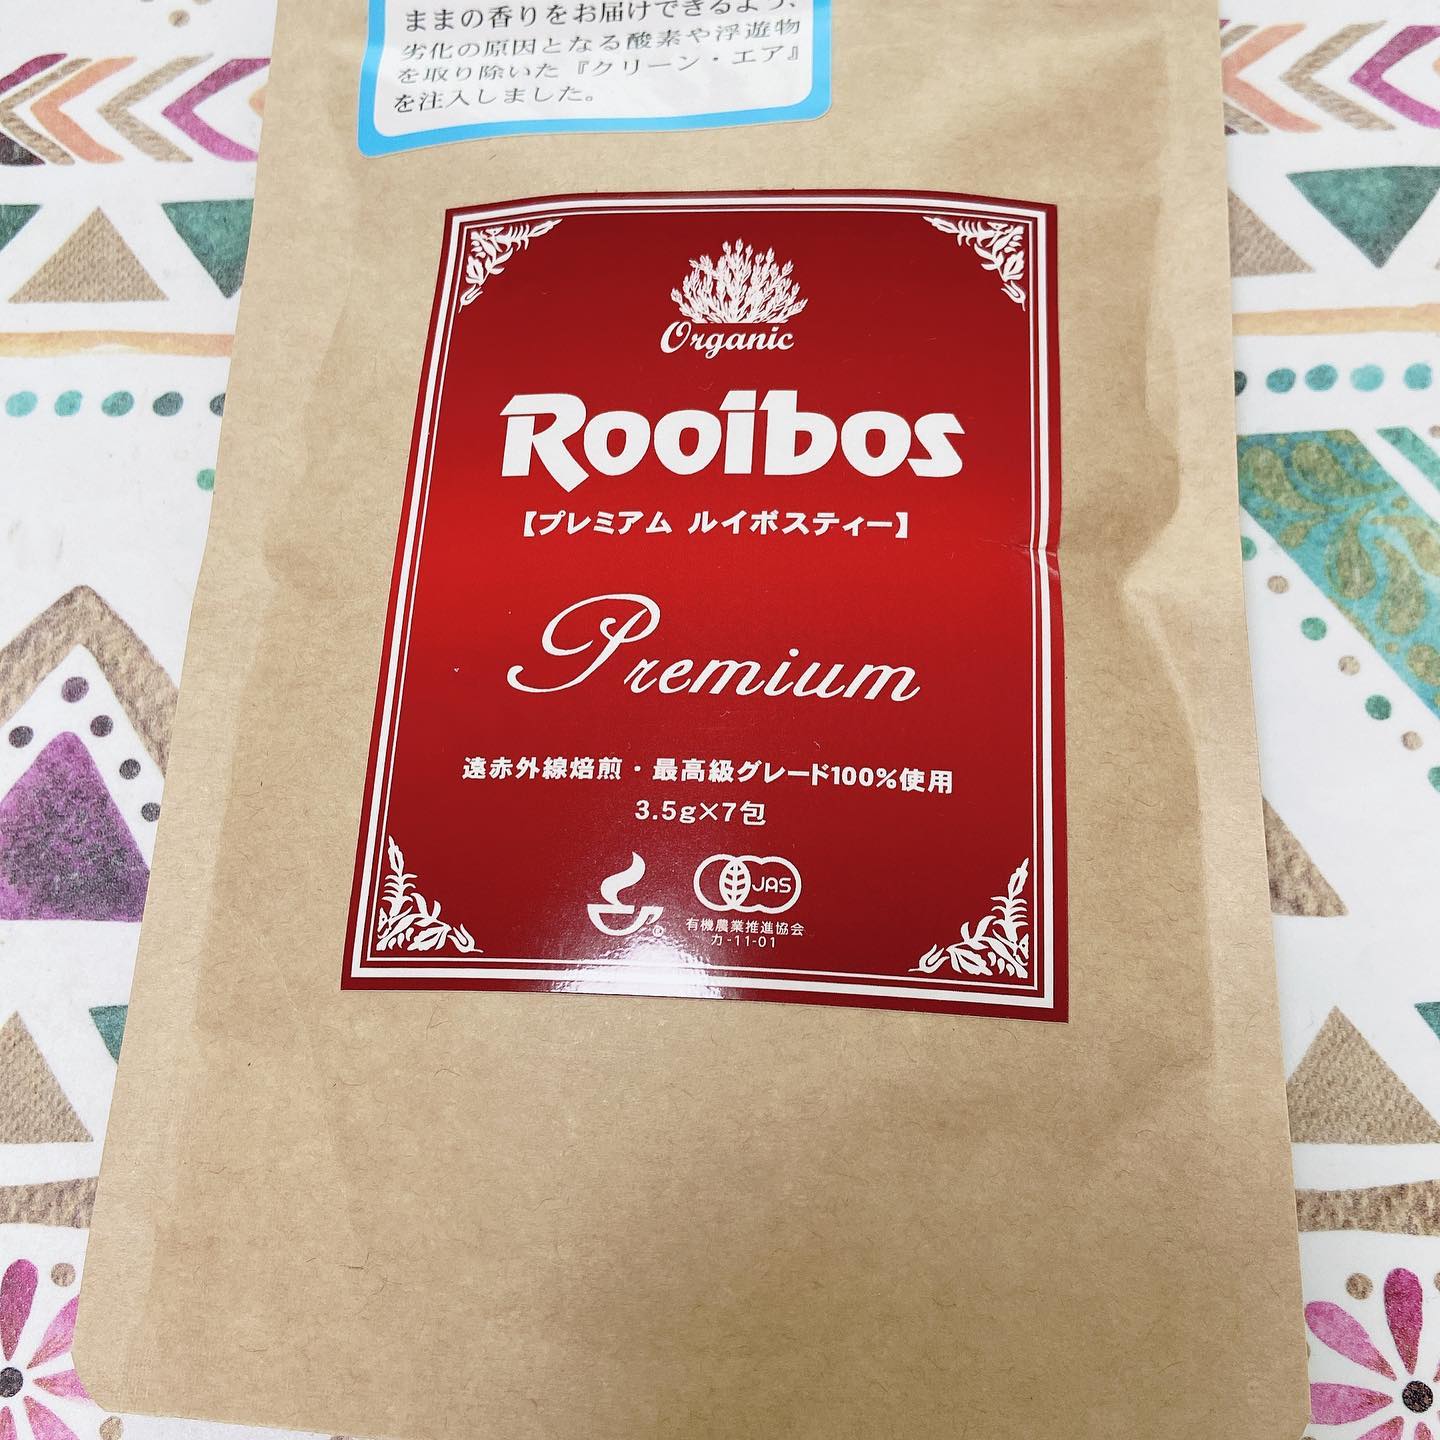 ままの香りをお届けできるよう、
劣化の原因となる酸素や浮遊物
を取り除いた『クリーン・エア』
を注入しました。
Organic
Rooibos
【プレミアム ルイボスティー】
Premium
遠赤外線焙煎・最高級グレード100%使用
3.5g×7包
JAS
有機農業推進協会
カ-11-01